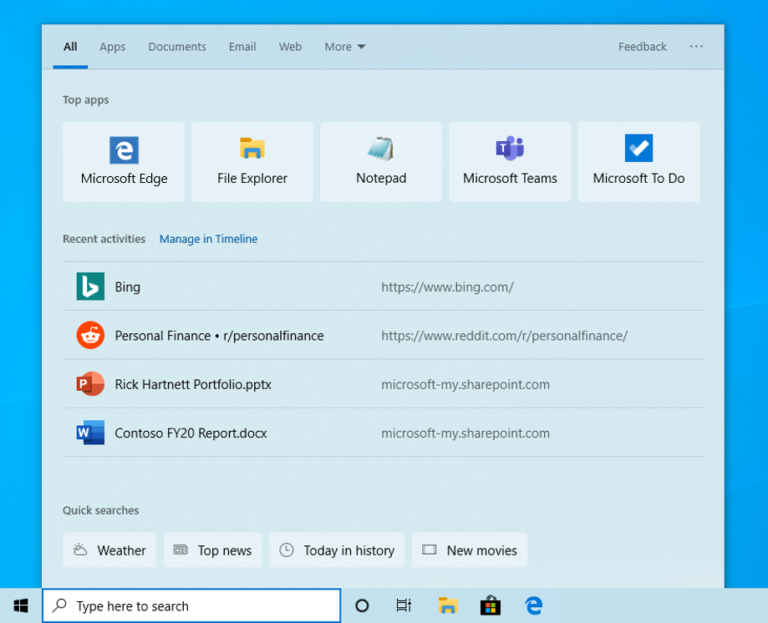 All Apps Documents Email Web More Feedback ...
Top apps
Microsoft Edge File Explorer Notepad Microsoft Teams Microsoft To Do
Recent activities Manage in Timeline
Bing https://www.bing.com/
Personal Finance • r/personalfinance https://www.reddit.com/r/personalfinance/
Rick Hartnett Portfolio.pptx microsoft-my.sharepoint.com
Contoso FY20 Report.docx microsoft-my.sharepoint.com
Quick searches
Weather Top news Today in history New movies
Type here to search